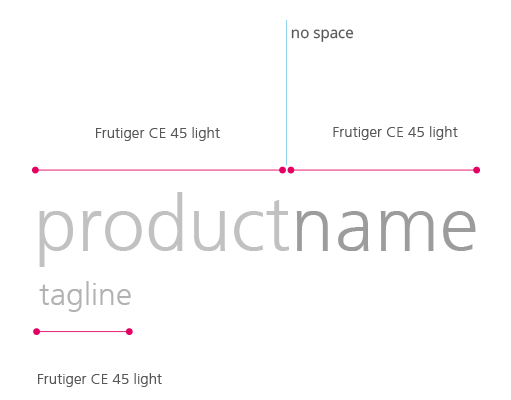 no space
Frutiger CE 45 light Frutiger CE 45 light
productname
tagline
Frutiger CE 45 light